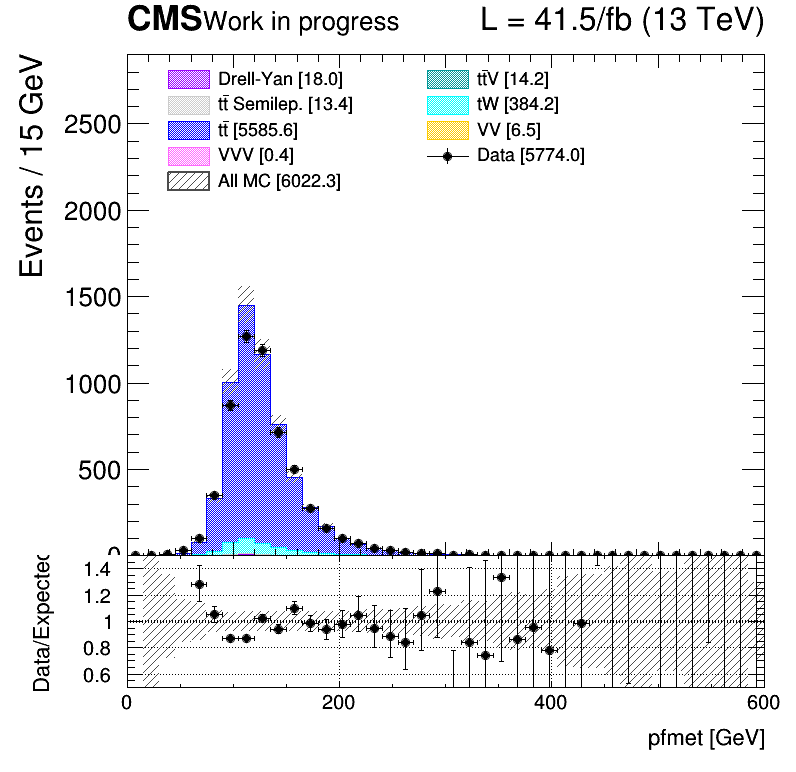 CMS Work in progress L = 41.5/fb (13 TeV)
Events / 15 GeV
Drell-Yan [18.0]
tt̄ Semilep. [13.4]
tt̄ [5585.6]
VVV [0.4]
All MC [6022.3]
tt̄V [14.2]
tW [384.2]
VV [6.5]
Data [5774.0]
2500
2000
1500
1000
500
0
Data/Expected
1.4
1.2
1
0.8
0.6
0 200 400 600
pfmet [GeV]